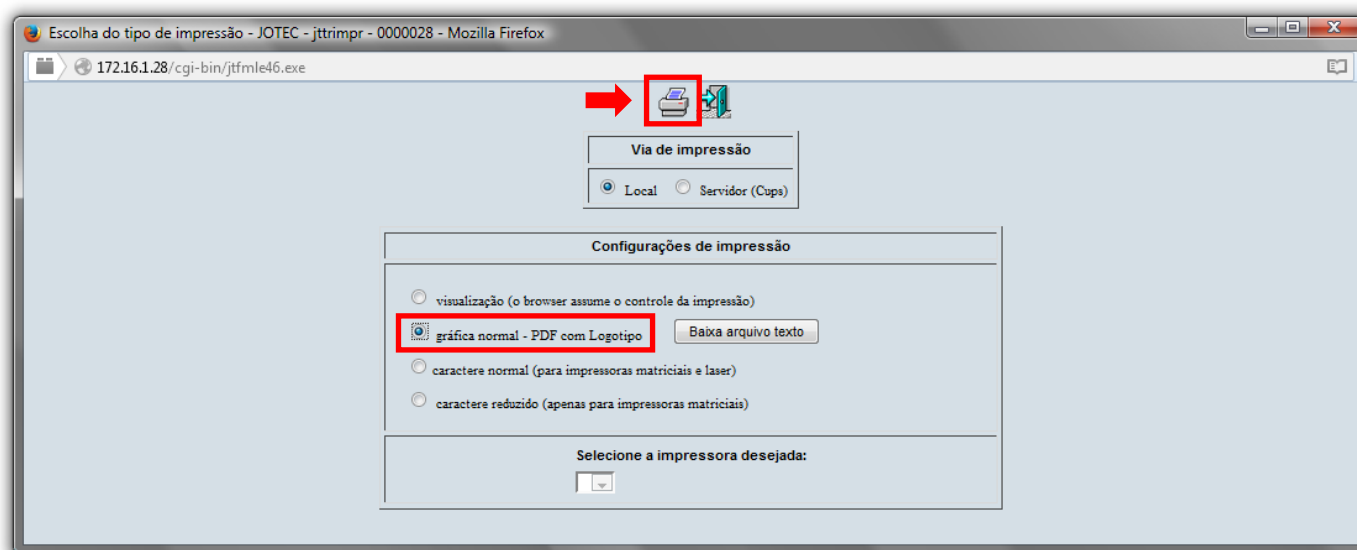 Escolha do tipo de impressão - JOTEC - jttrimpr - 0000028 - Mozilla Firefox
172.16.1.28/cgi-bin/jtfmle46.exe
Via de impressão
Local Servidor (Cups)
Configurações de impressão
visualização (o browser assume o controle da impressão)
gráfica normal - PDF com Logotipo Baixa arquivo texto
caractere normal (para impressoras matriciais e laser)
caractere reduzido (apenas para impressoras matriciais)
Selecione a impressora desejada: